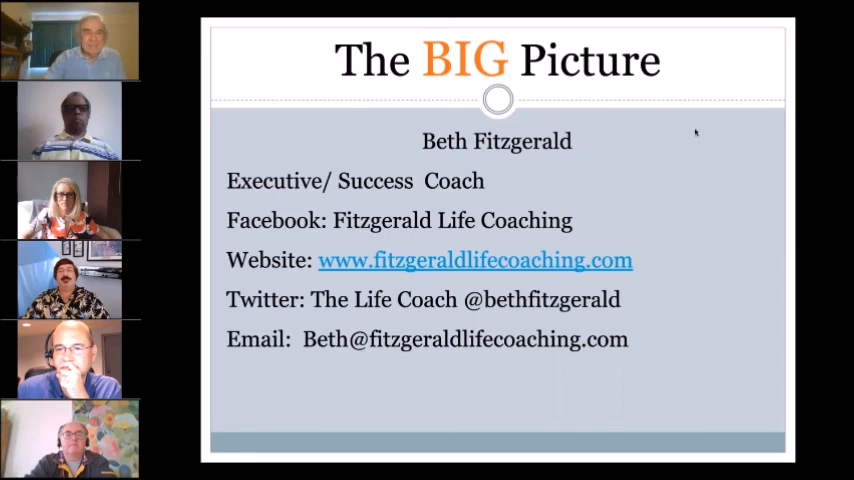 The BIG Picture
Beth Fitzgerald
Executive/ Success Coach
Facebook: Fitzgerald Life Coaching
Website: www.fitzgeraldlifecoaching.com
Twitter: The Life Coach @bethfitzgerald
Email: Beth@fitzgeraldlifecoaching.com